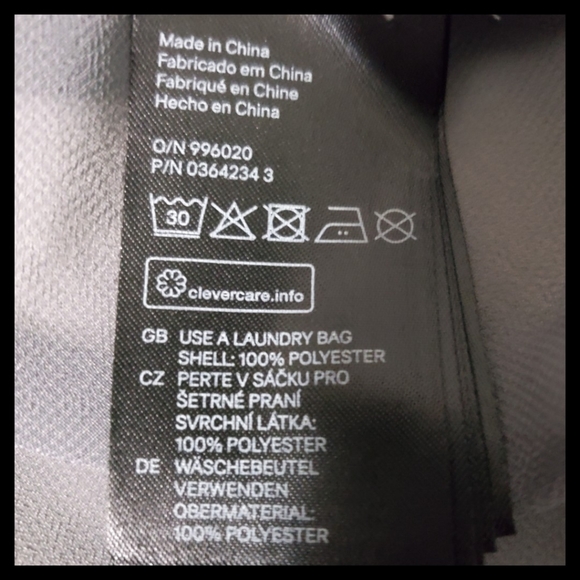 Made in China
Fabricado em China
Fabriqué en Chine
Hecho en China
O/N 996020
P/N 0364234 3
30
clevercare.info
GB USE A LAUNDRY BAG
SHELL: 100% POLYESTER
CZ PERTE V SÁČKU PRO
ŠETRNÉ PRANÍ
SVRCHNÍ LÁTKA:
100% POLYESTER
DE WÄSCHEBEUTEL
VERWENDEN
OBERMATERIAL:
100% POLYESTER